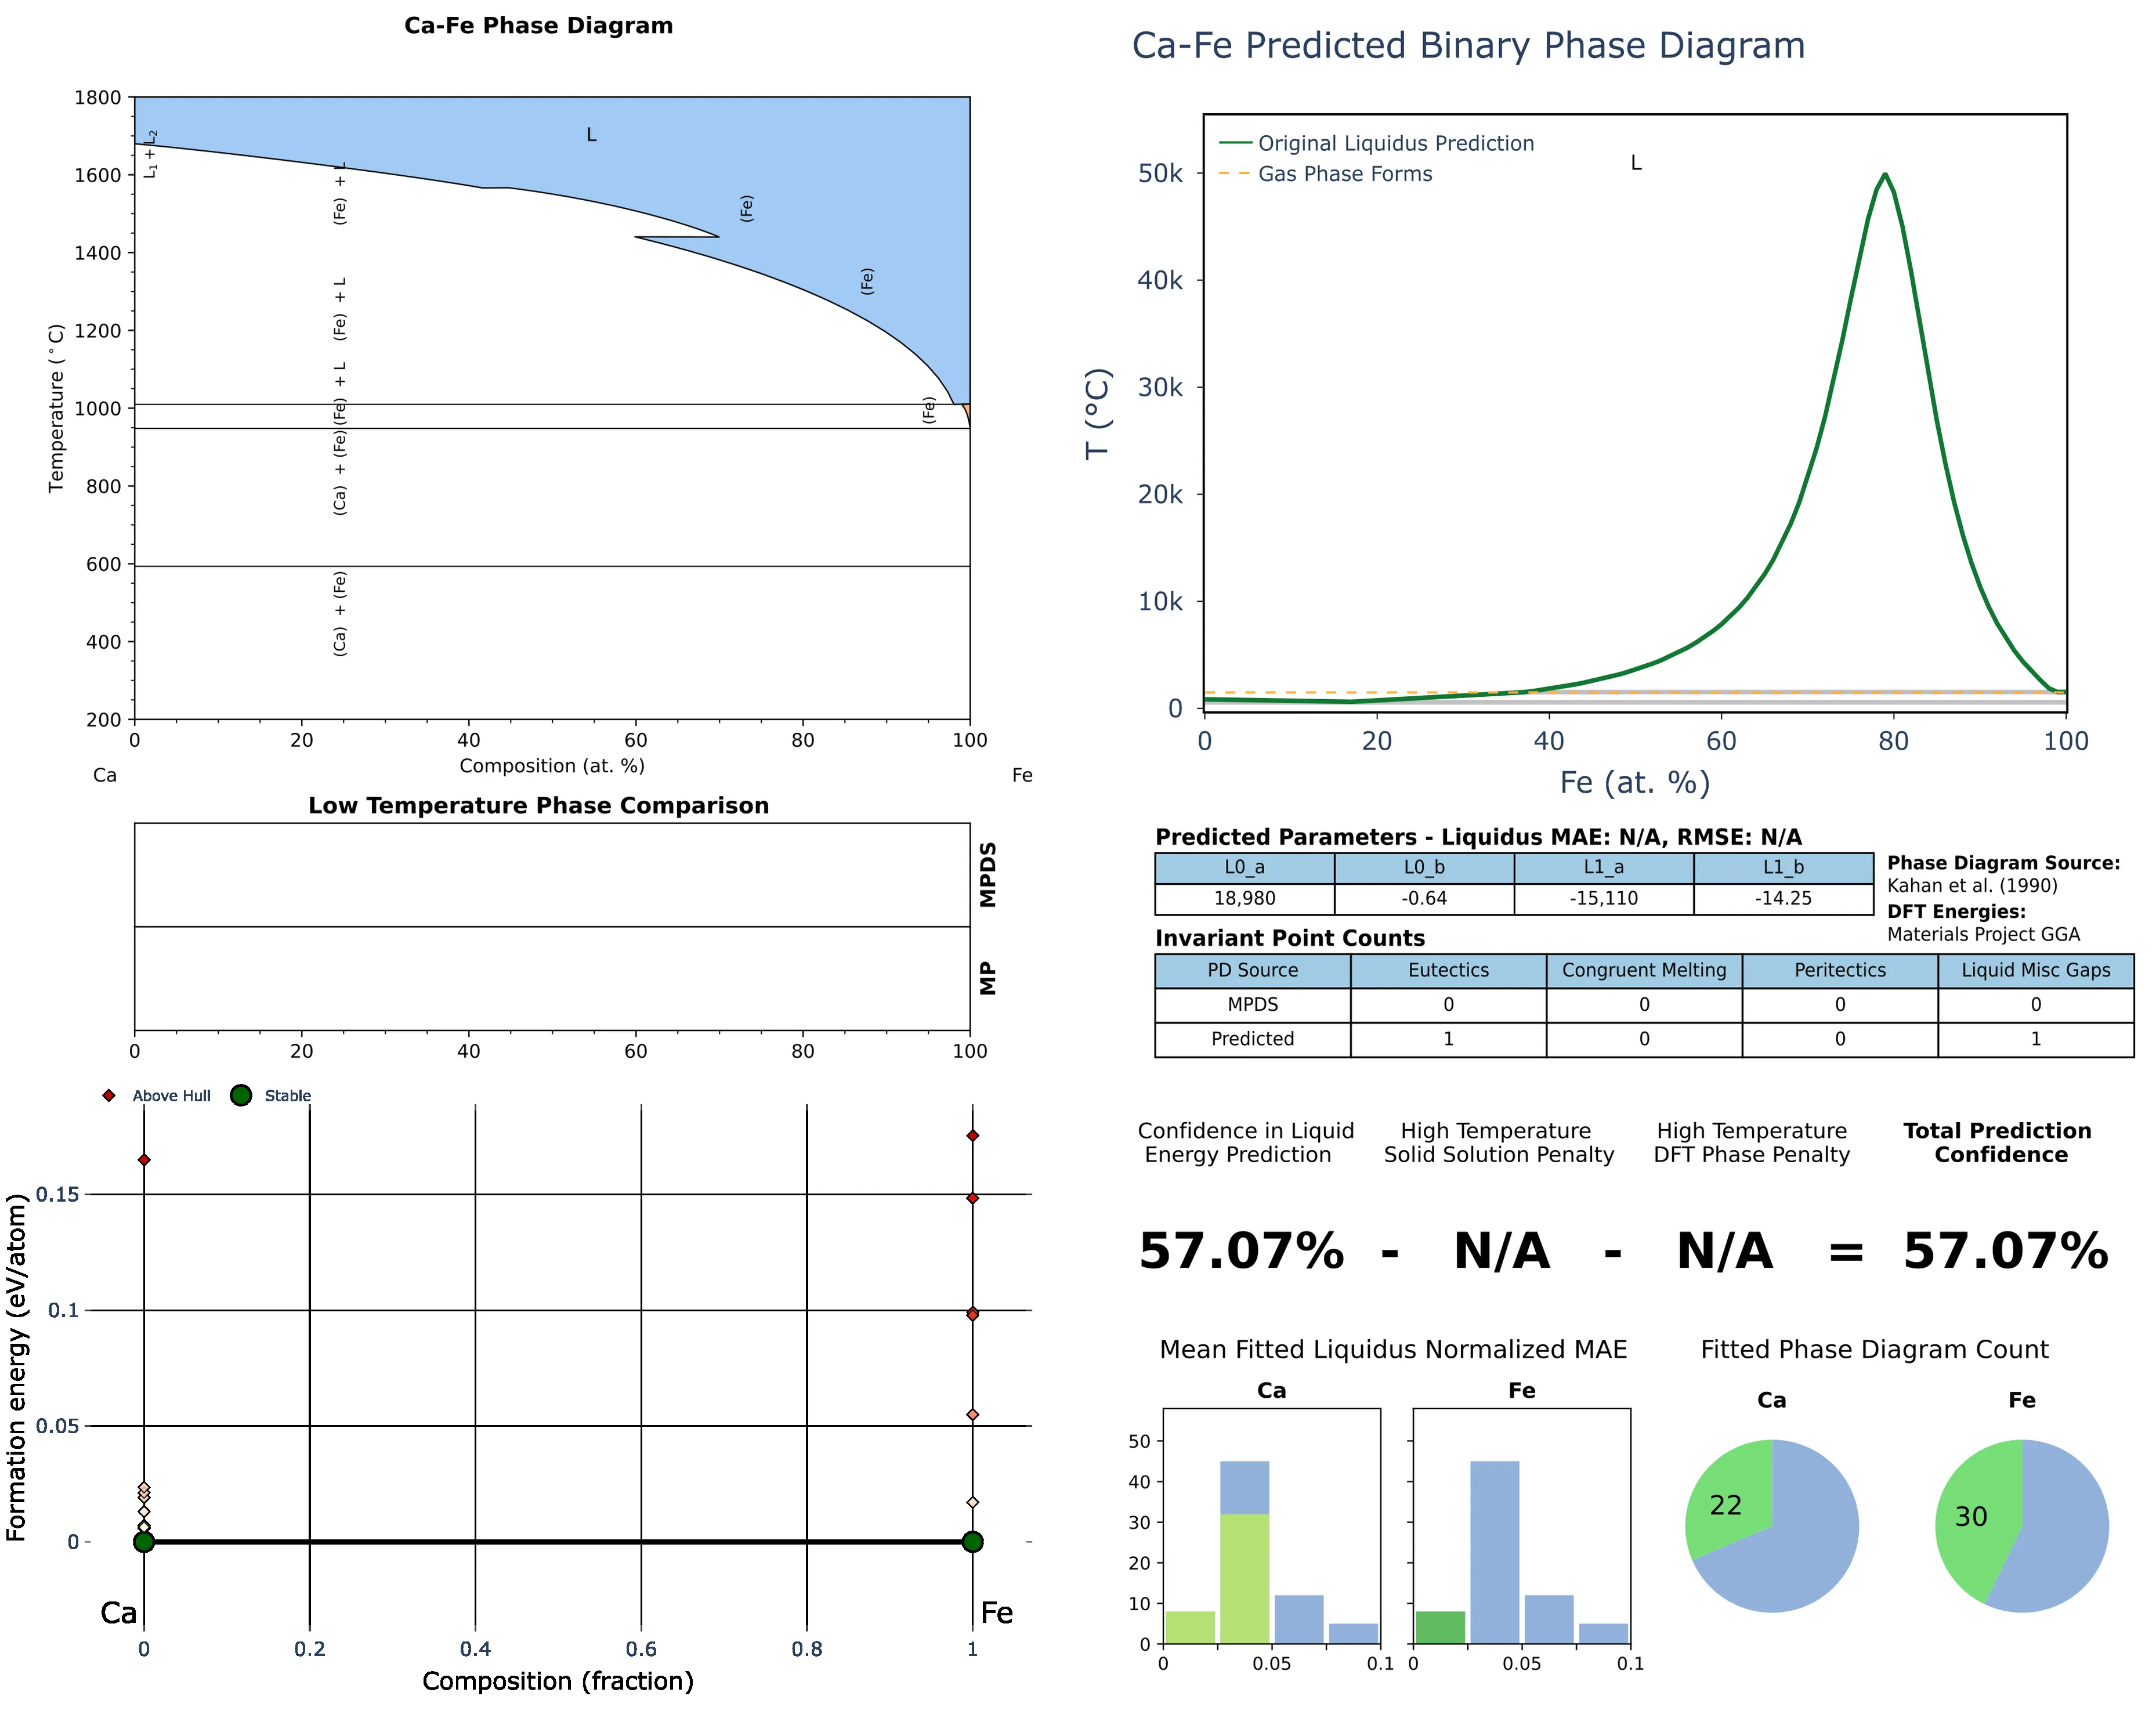 Ca-Fe Phase Diagram
1800
1600
1400
1200
1000
800
600
400
200
Temperature (°C)
L
L₁ + L₂
(Fe) + L
(Fe)
(Fe) + L
(Fe)
(Fe) + L
(Fe)
(Fe)
(Ca) + (Fe)
(Ca) + (Fe)
0 20 40 60 80 100
Composition (at. %)
Ca Fe
Low Temperature Phase Comparison
MPDS
MP
0 20 40 60 80 100
Above Hull Stable
0.15
0.1
0.05
0
Formation energy (eV/atom)
Ca Fe
0 0.2 0.4 0.6 0.8 1
Composition (fraction)
Ca-Fe Predicted Binary Phase Diagram
Original Liquidus Prediction
Gas Phase Forms
L
50k
40k
30k
20k
10k
0
T (°C)
0 20 40 60 80 100
Fe (at. %)
Predicted Parameters - Liquidus MAE: N/A, RMSE: N/A
L0_a L0_b L1_a L1_b
18,980 -0.64 -15,110 -14.25
Phase Diagram Source:
Kahan et al. (1990)
DFT Energies:
Materials Project GGA
Invariant Point Counts
PD Source Eutectics Congruent Melting Peritectics Liquid Misc Gaps
MPDS 0 0 0 0
Predicted 1 0 0 1
Confidence in Liquid Energy Prediction
High Temperature Solid Solution Penalty
High Temperature DFT Phase Penalty
Total Prediction Confidence
57.07% - N/A - N/A = 57.07%
Mean Fitted Liquidus Normalized MAE
Ca Fe
50
40
30
20
10
0
0 0.05 0.1 0 0.05 0.1
Fitted Phase Diagram Count
Ca Fe
22 30